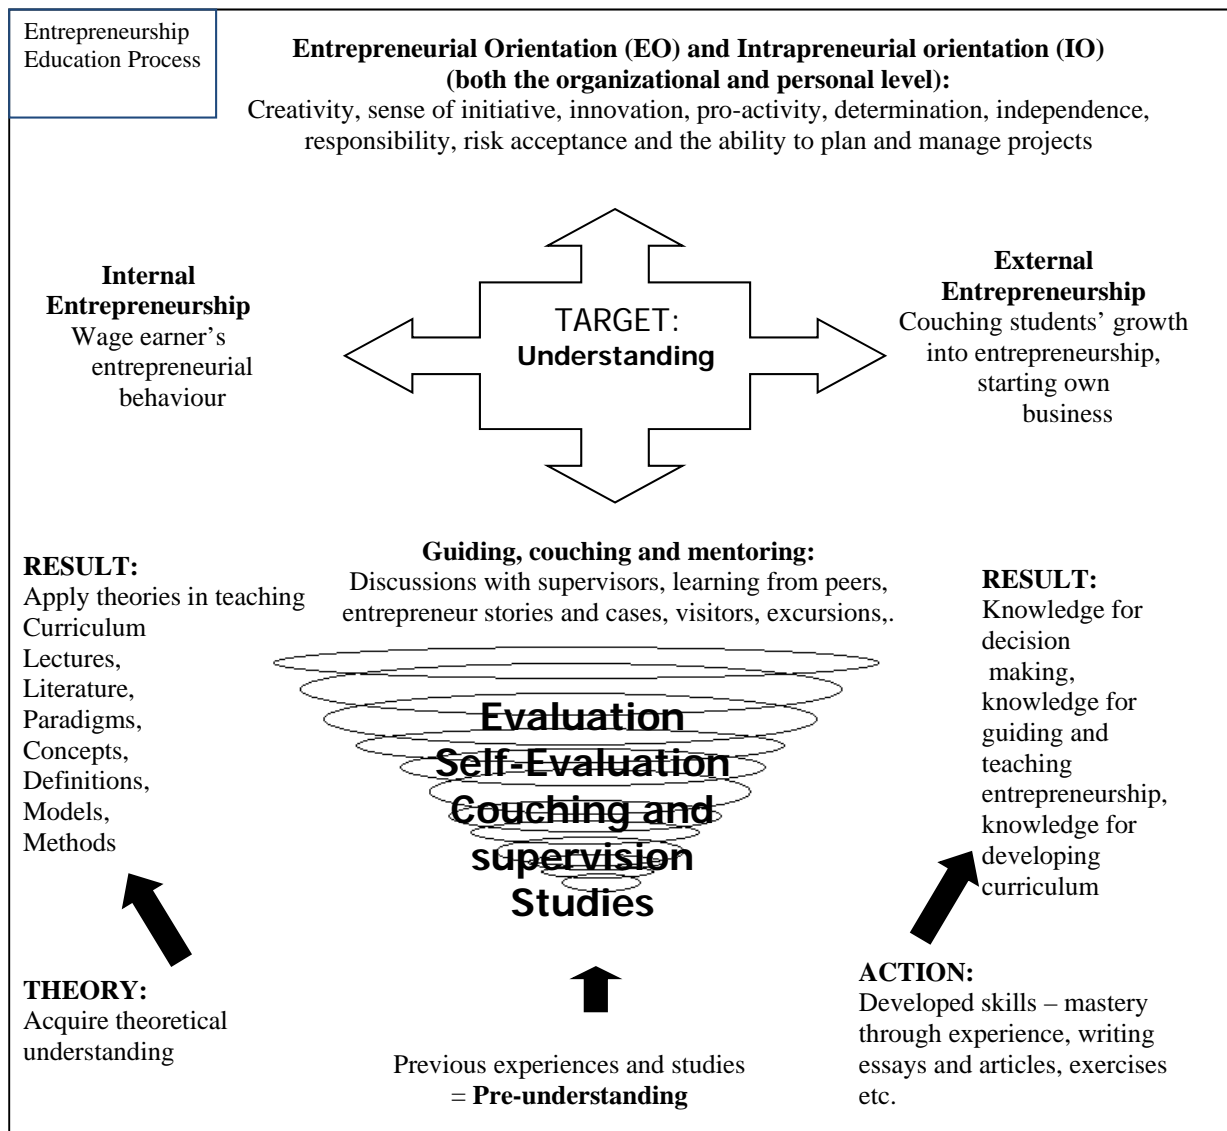 Entrepreneurship
Education Process
Entrepreneurial Orientation (EO) and Intrapreneurial orientation (IO)
(both the organizational and personal level):
Creativity, sense of initiative, innovation, pro-activity, determination, independence,
responsibility, risk acceptance and the ability to plan and manage projects
Internal
Entrepreneurship
Wage earner’s
entrepreneurial
behaviour
TARGET:
Understanding
External
Entrepreneurship
Couching students’ growth
into entrepreneurship,
starting own
business
RESULT:
Apply theories in teaching
Curriculum
Lectures,
Literature,
Paradigms,
Concepts,
Definitions,
Models,
Methods
Guiding, couching and mentoring:
Discussions with supervisors, learning from peers,
entrepreneur stories and cases, visitors, excursions,.
Evaluation
Self-Evaluation
Couching and
supervision
Studies
RESULT:
Knowledge for
decision
making,
knowledge for
guiding and
teaching
entrepreneurship,
knowledge for
developing
curriculum
THEORY:
Acquire theoretical
understanding
Previous experiences and studies
= Pre-understanding
ACTION:
Developed skills – mastery
through experience, writing
essays and articles, exercises
etc.